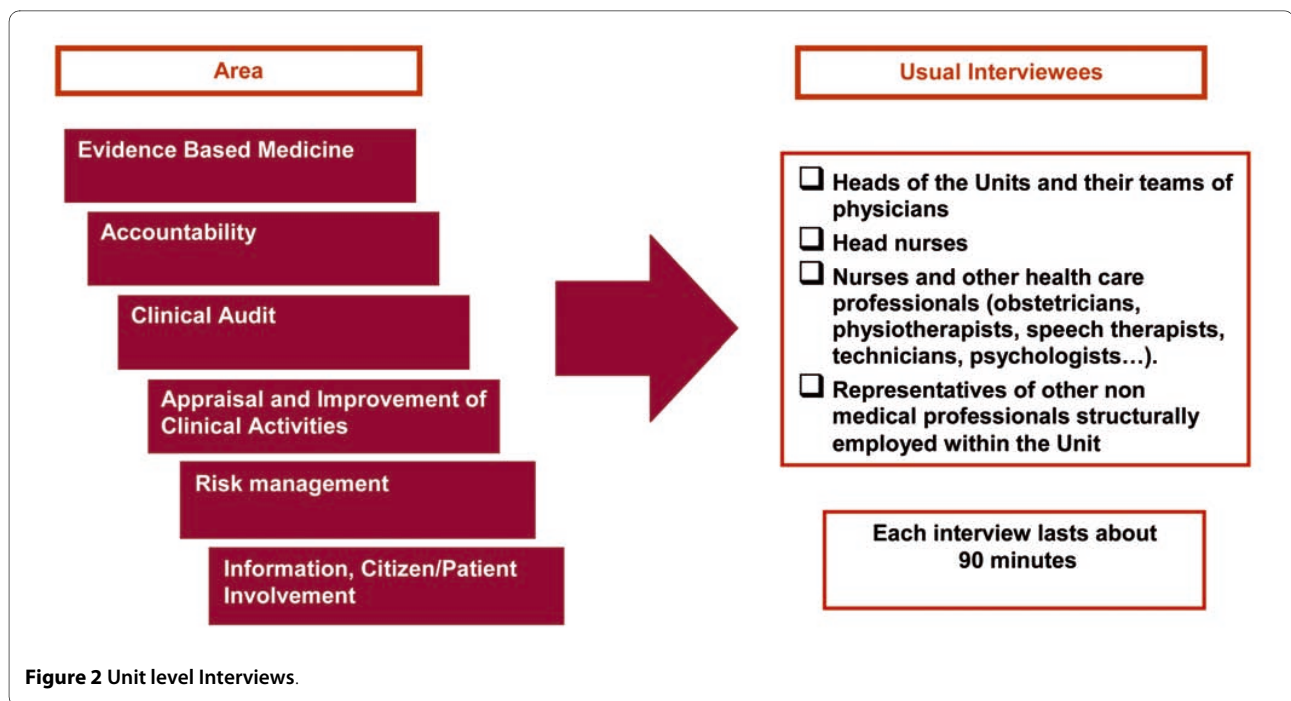 Area
Evidence Based Medicine
Accountability
Clinical Audit
Appraisal and Improvement of
Clinical Activities
Risk management
Information, Citizen/Patient
Involvement
Usual Interviewees
Heads of the Units and their teams of
physicians
Head nurses
Nurses and other health care
professionals (obstetricians,
physiotherapists, speech therapists,
technicians, psychologists…).
Representatives of other non
medical professionals structurally
employed within the Unit
Each interview lasts about
90 minutes
Figure 2 Unit level Interviews.